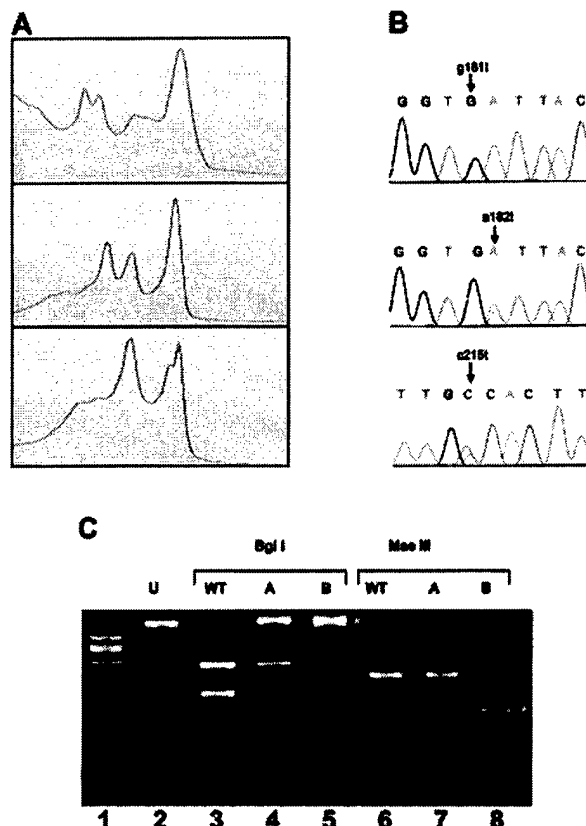 A
B
g181t
G G T G A T T A C
a182t
G G T G A T T A C
c215t
T T G C C A C T T
C
Bgl I
Mae III
U WT A B WT A B
1 2 3 4 5 6 7 8